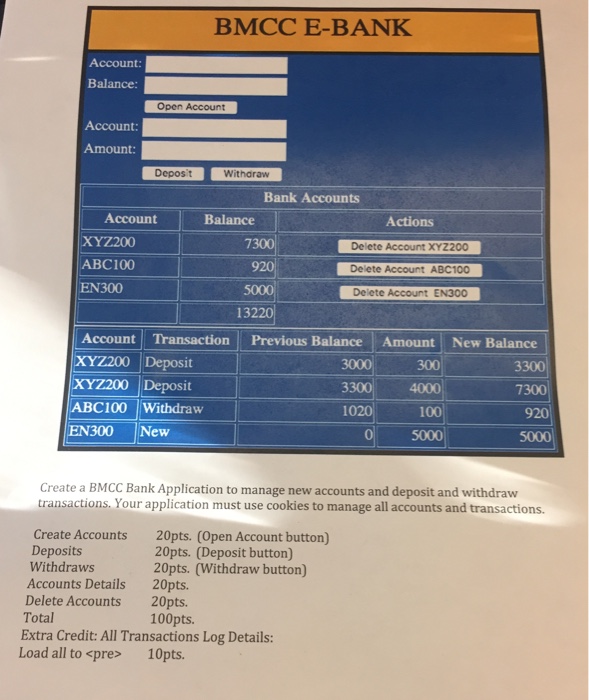 BMCC E-BANK
Account:
Balance:
Open Account
Account:
Amount:
Deposit Withdraw
Bank Accounts
Account Balance Actions
XYZ200 7300 Delete Account XYZ200
ABC100 920 Delete Account ABC100
EN300 5000 Delete Account EN300
13220
Account Transaction Previous Balance Amount New Balance
XYZ200 Deposit 3000 300 3300
XYZ200 Deposit 3300 4000 7300
ABC100 Withdraw 1020 100 920
EN300 New 0 5000 5000
Create a BMCC Bank Application to manage new accounts and deposit and withdraw
transactions. Your application must use cookies to manage all accounts and transactions.
Create Accounts 20pts. (Open Account button)
Deposits 20pts. (Deposit button)
Withdraws 20pts. (Withdraw button)
Accounts Details 20pts.
Delete Accounts 20pts.
Total 100pts.
Extra Credit: All Transactions Log Details:
Load all to <pre> 10pts.